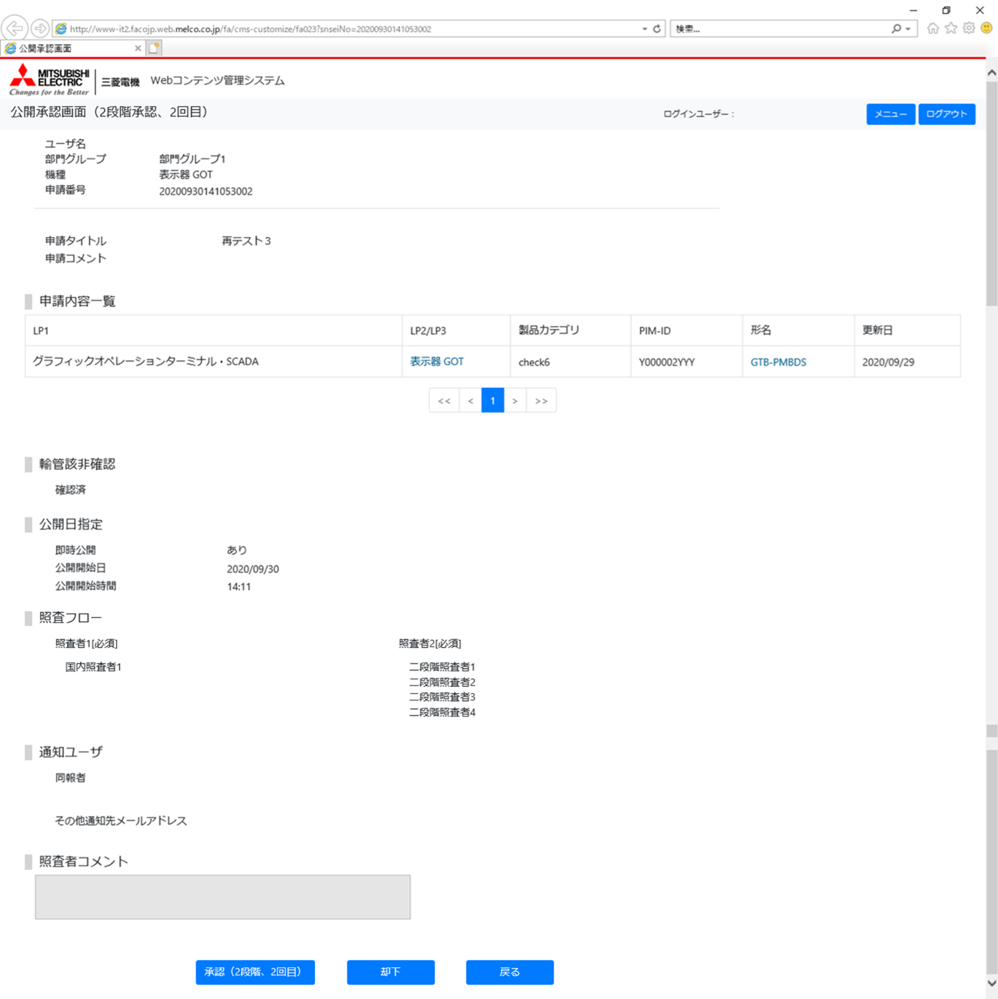 http://www-it2.facojp.web.melco.co.jp/fa/cms-customize/fa023?snseiNo=20200930141053002
検索...
公開承認画面
MITSUBISHI ELECTRIC
Changes for the Better
三菱電機 Webコンテンツ管理システム
公開承認画面（2段階承認、2回目）
ログインユーザー：
メニュー
ログアウト
ユーザ名
部門グループ 部門グループ1
機種 表示器 GOT
申請番号 20200930141053002
申請タイトル 再テスト３
申請コメント
申請内容一覧
LP1 LP2/LP3 製品カテゴリ PIM-ID 形名 更新日
グラフィックオペレーションターミナル・SCADA 表示器 GOT check6 Y000002YYY GTB-PMBDS 2020/09/29
<< < 1 > >>
輸管該非確認
確認済
公開日指定
即時公開 あり
公開開始日 2020/09/30
公開開始時間 14:11
照査フロー
照査者1[必須] 照査者2[必須]
国内照査者1 二段階照査者1
二段階照査者2
二段階照査者3
二段階照査者4
通知ユーザ
同報者
その他通知先メールアドレス
照査者コメント
承認（2段階、2回目） 却下 戻る